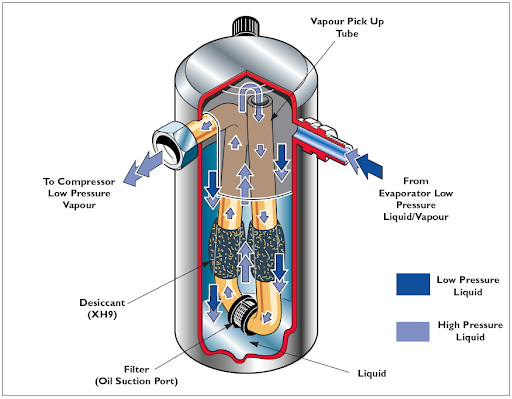 Vapour Pick Up
Tube
To Compressor
Low Pressure
Vapour
From
Evaporator Low
Pressure
Liquid/Vapour
Low Pressure
Liquid
High Pressure
Liquid
Desiccant
(XH9)
Filter
(Oil Suction Port)
Liquid